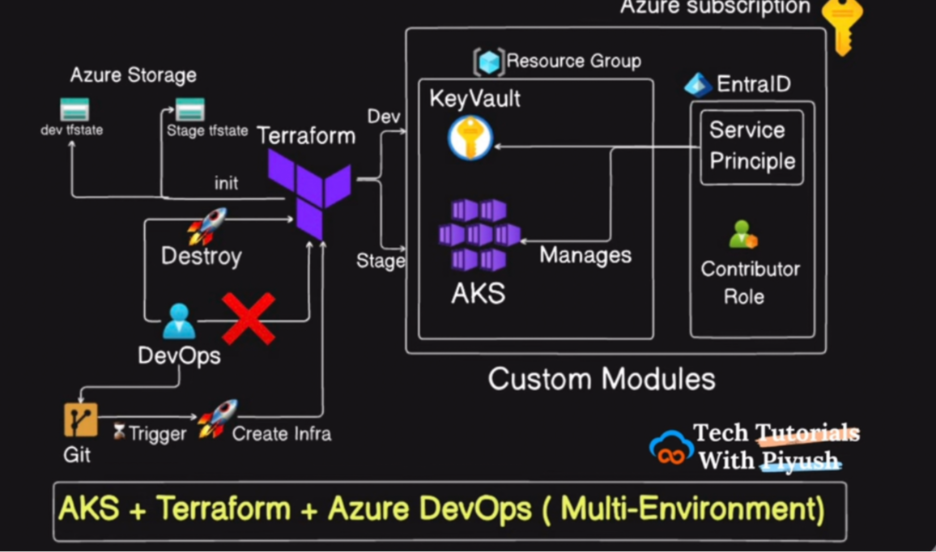 Azure subscription
Resource Group
Azure Storage
EntraID
KeyVault
dev tfstate
Stage tfstate
Terraform
Dev
Service
Principle
init
Destroy
Stage
Manages
AKS
Contributor
Role
DevOps
Custom Modules
Trigger
Create Infra
Git
Tech Tutorials
With Piyush
AKS + Terraform + Azure DevOps ( Multi-Environment)